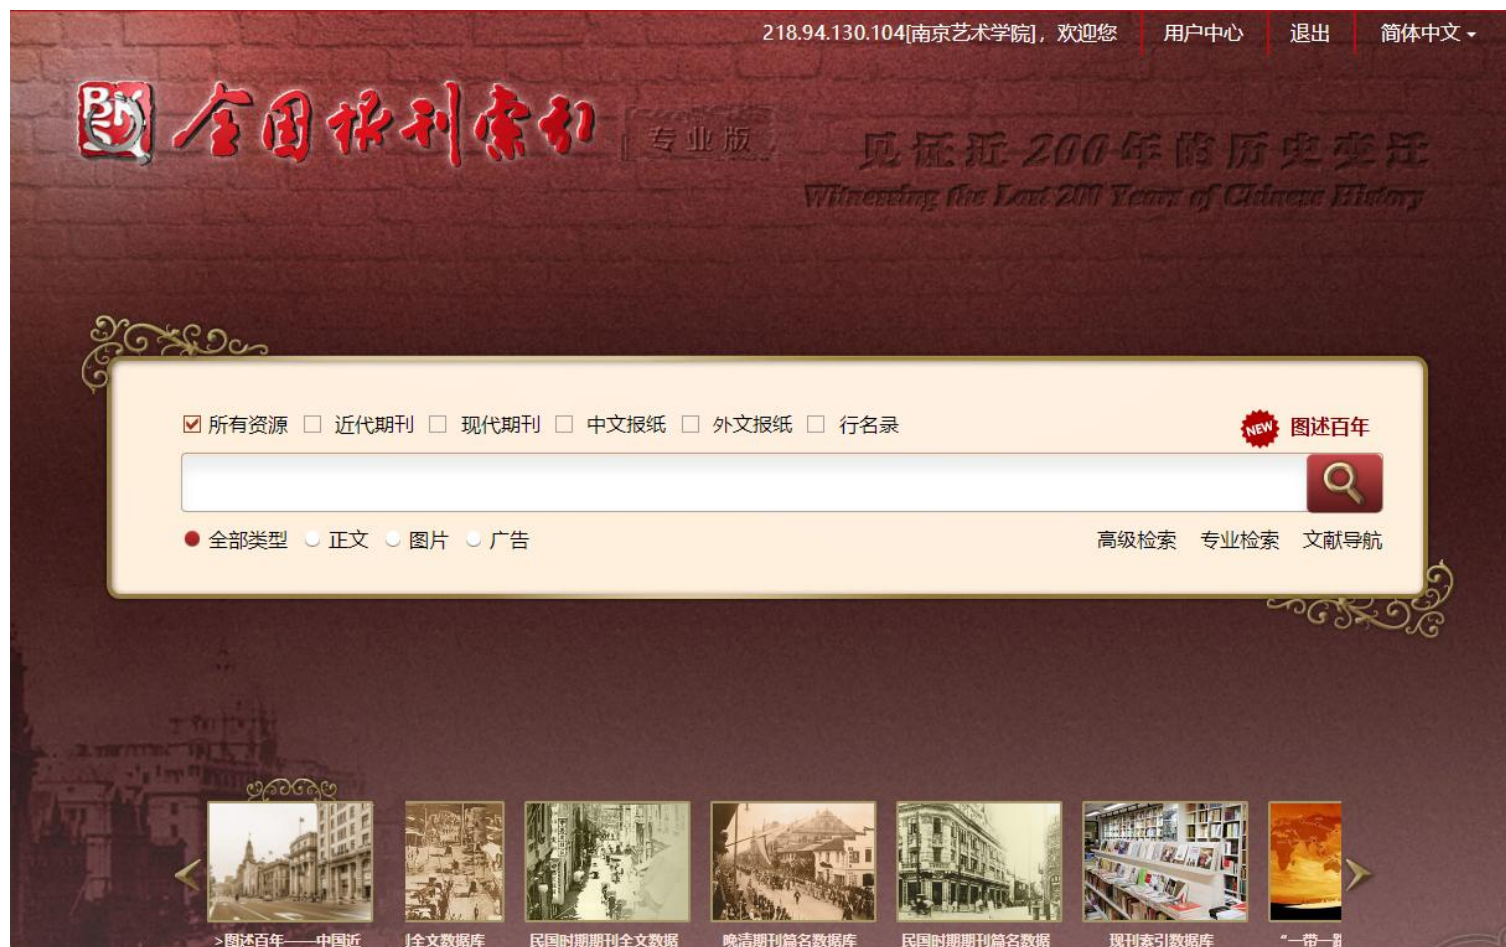 218.94.130.104[南京艺术学院]，欢迎您 用户中心 退出 简体中文
全国报刊索引 专业版
见证近200年的历史变迁
Witnessing the Last 200 Years of Chinese History
所有资源 近代期刊 现代期刊 中文报纸 外文报纸 行名录 NEW 图述百年
全部类型 正文 图片 广告 高级检索 专业检索 文献导航
>图述百年——中国近 刊全文数据库 民国时期期刊全文数据 晚清期刊篇名数据库 民国时期期刊篇名数据 现刊索引数据库 “一带一路